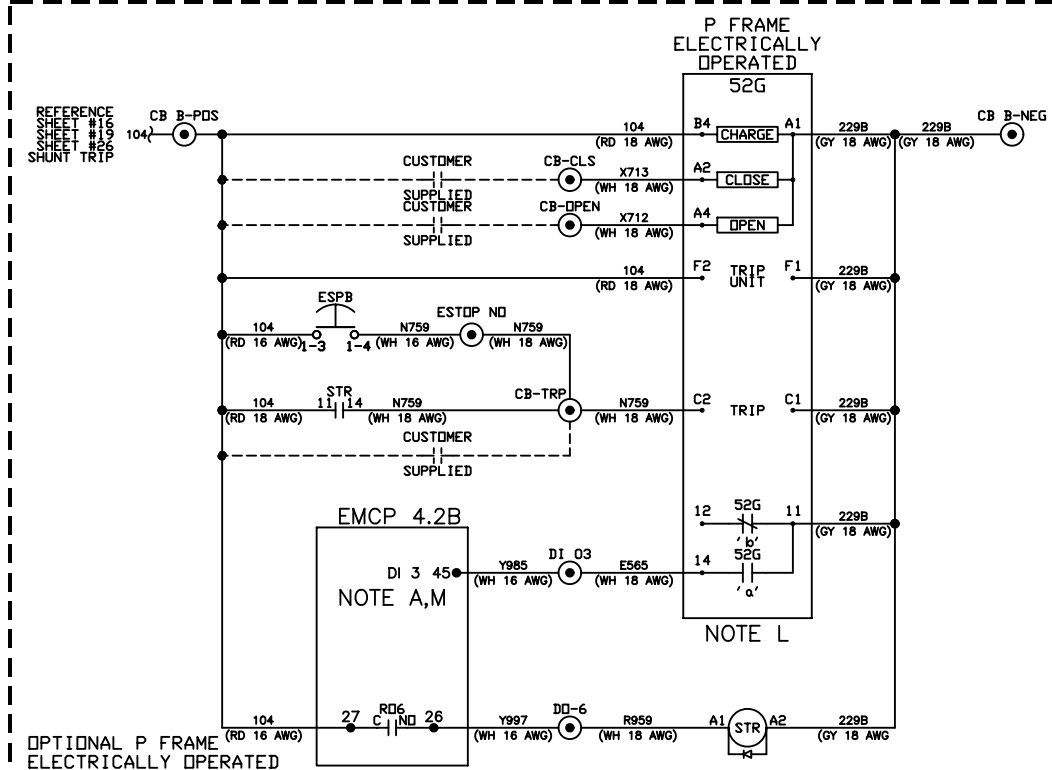 P FRAME
ELECTRICALLY
OPERATED
52G
REFERENCE
SHEET #16
SHEET #19
SHEET #26
SHUNT TRIP
104
CB B-POS
104
(RD 18 AWG)
B4
CHARGE
A1
229B
(GY 18 AWG)
229B
(GY 18 AWG)
CB B-NEG
CUSTOMER
SUPPLIED
CB-CLS
X713
(WH 18 AWG)
A2
CLOSE
CUSTOMER
SUPPLIED
CB-OPEN
X712
(WH 18 AWG)
A4
OPEN
104
(RD 18 AWG)
F2
TRIP
UNIT
F1
229B
(GY 18 AWG)
ESPB
104
(RD 16 AWG)
1-3
1-4
N759
(WH 16 AWG)
ESTOP NO
N759
(WH 18 AWG)
104
(RD 18 AWG)
STR
11
14
N759
(WH 18 AWG)
CB-TRP
N759
(WH 18 AWG)
C2
TRIP
C1
229B
(GY 18 AWG)
CUSTOMER
SUPPLIED
12
52G
'b'
11
229B
(GY 18 AWG)
EMCP 4.2B
DI 3 45
NOTE A,M
Y985
(WH 16 AWG)
DI 03
E565
(WH 18 AWG)
14
52G
'a'
NOTE L
104
(RD 16 AWG)
27
C
RO6
NO
26
Y997
(WH 16 AWG)
DO-6
R959
(WH 18 AWG)
A1
STR
A2
229B
(GY 18 AWG
OPTIONAL P FRAME
ELECTRICALLY OPERATED